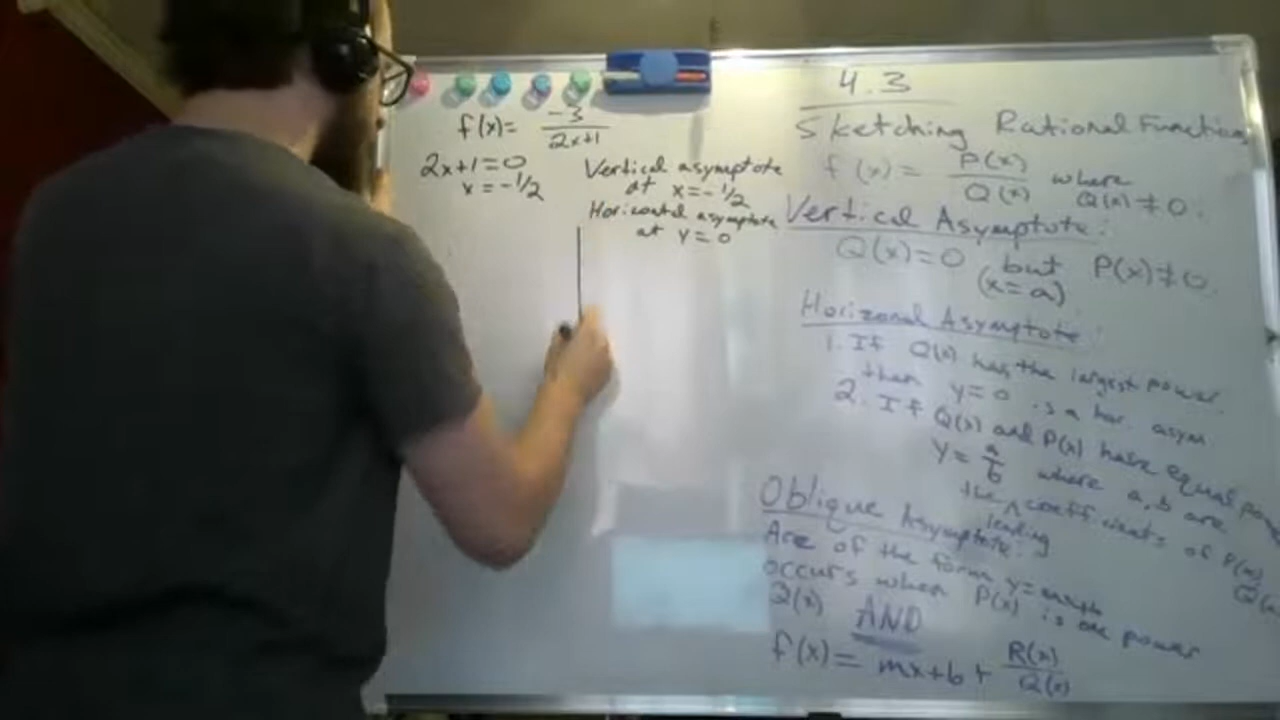 f(x) = -3 / 2x+1
2x+1=0
x = -1/2
Vertical asymptote
at x = -1/2
Horizontal asymptote
at y = 0
4.3
Sketching Rational Functions
f(x) = P(x) / Q(x) where Q(x) ≠ 0.
Vertical Asymptote:
Q(x)=0 but P(x)≠0.
(x=a)
Horizonal Asymptote:
1. If Q(x) has the largest power
then y=0 is a hor. asym
2. If Q(x) and P(x) have equal
y = a/b where a,b are
the leading coefficients of P(x)
Q(x)
Oblique Asymptote:
Are of the form y=mx+b
occurs when P(x) is one power
Q(x) AND
f(x) = mx+b + R(x) / Q(x)